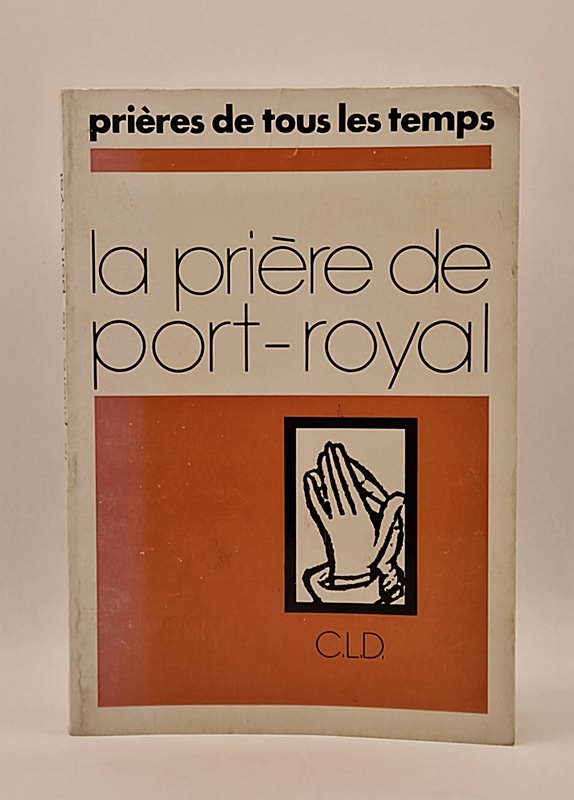 prières de tous les temps
la prière de
port-royal
C.L.D.